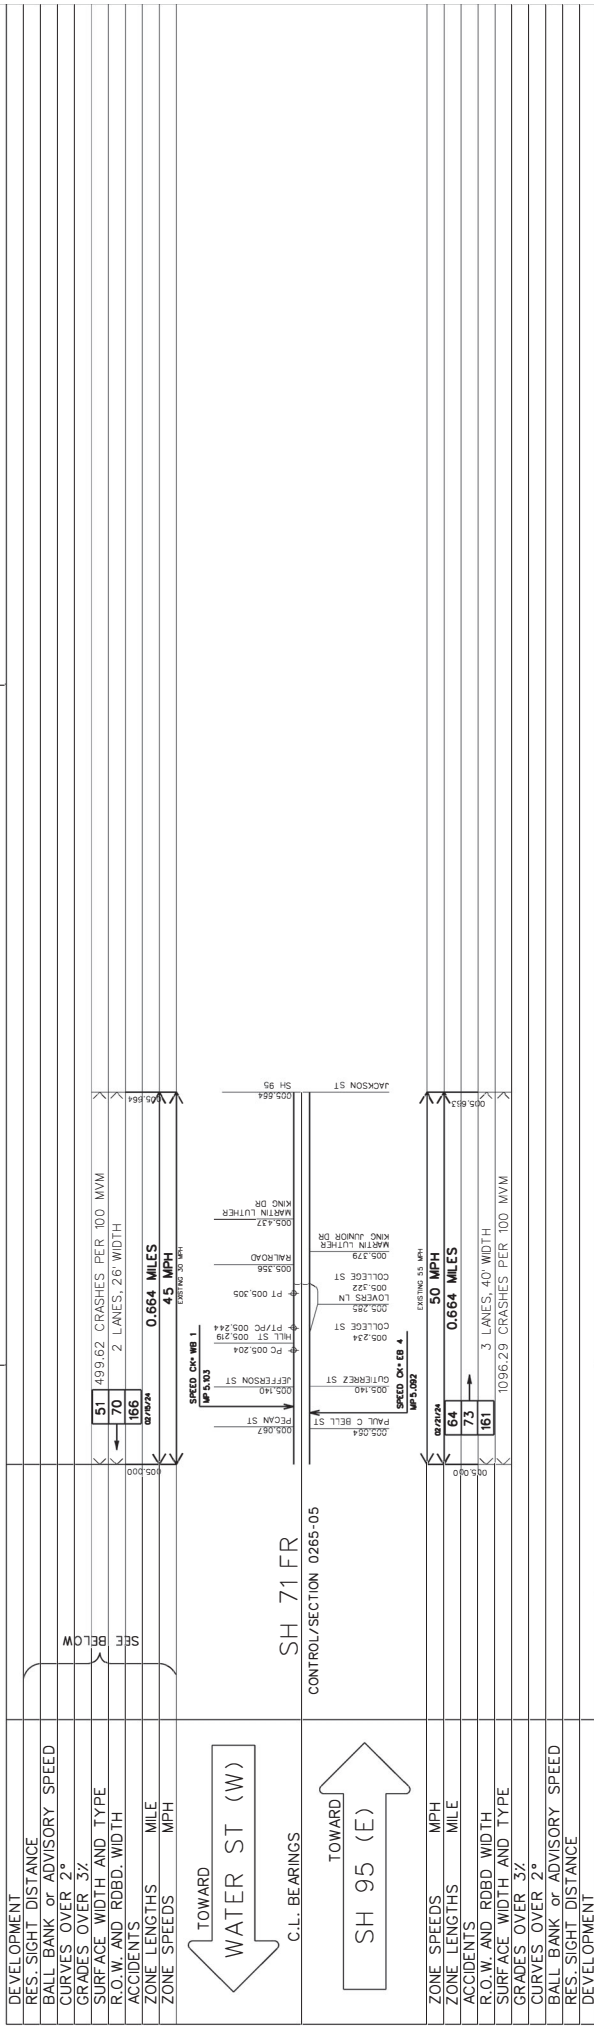 DEVELOPMENT
RES. SIGHT DISTANCE
BALL BANK or ADVISORY SPEED
CURVES OVER 2°
GRADES OVER 3%
SURFACE WIDTH AND TYPE
R.O.W. AND RDBD. WIDTH
ACCIDENTS
ZONE LENGTHS MILE
ZONE SPEEDS MPH
SEE BELOW
51
70
166
02/15/24
499.62 CRASHES PER 100 MVM
2 LANES, 26' WIDTH
0.664 MILES
45 MPH
EXISTING 30 MPH
005.000
005.664
TOWARD
WATER ST (W)
C.L. BEARINGS
TOWARD
SH 95 (E)
SH 71 FR
CONTROL/SECTION 0265-05
SPEED CK• WB 1
MP 5.103
005.067
PECAN ST
005.140
JEFFERSON ST
PC 005.204
HILL ST 005.219
PT/PC 005.244
PT 005.305
005.356
RAILROAD
005.437
MARTIN LUTHER
KING DR
005.664
SH 95
005.064
PAUL C BELL ST
005.140
GUTIERREZ ST
005.234
COLLEGE ST
005.285
LOVERS LN
005.322
COLLEGE ST
005.379
MARTIN LUTHER
KING JUNIOR DR
JACKSON ST
SPEED CK• EB 4
MP 5.092
EXISTING 55 MPH
50 MPH
0.664 MILES
02/21/24
64
73
161
005.000
005.663
3 LANES, 40' WIDTH
1096.29 CRASHES PER 100 MVM
ZONE SPEEDS MPH
ZONE LENGTHS MILE
ACCIDENTS
R.O.W. AND RDBD WIDTH
SURFACE WIDTH AND TYPE
GRADES OVER 3%
CURVES OVER 2°
BALL BANK or ADVISORY SPEED
RES. SIGHT DISTANCE
DEVELOPMENT